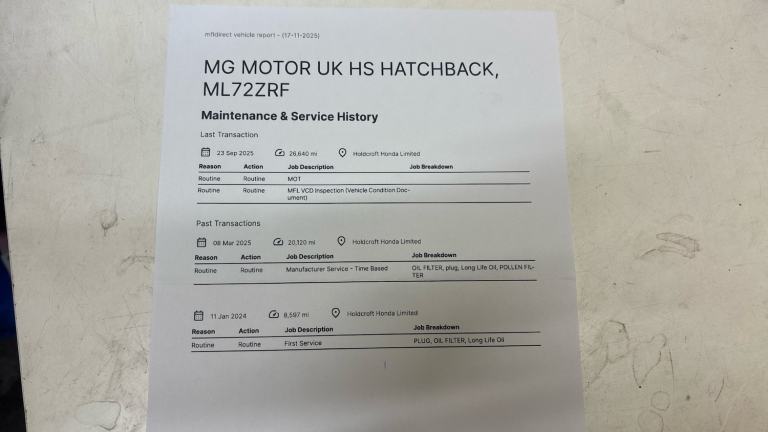 mfldirect vehicle report - (17-11-2025)
MG MOTOR UK HS HATCHBACK,
ML72ZRF
Maintenance & Service History
Last Transaction
23 Sep 2025 26,640 mi Holdcroft Honda Limited
Reason Action Job Description Job Breakdown
Routine Routine MOT
Routine Routine MFL VCD Inspection (Vehicle Condition Doc-
ument)
Past Transactions
08 Mar 2025 20,120 mi Holdcroft Honda Limited
Reason Action Job Description Job Breakdown
Routine Routine Manufacturer Service - Time Based OIL FILTER, plug, Long Life Oil, POLLEN FIL-
TER
11 Jan 2024 8,597 mi Holdcroft Honda Limited
Reason Action Job Description Job Breakdown
Routine Routine First Service PLUG, OIL FILTER, Long Life Oil